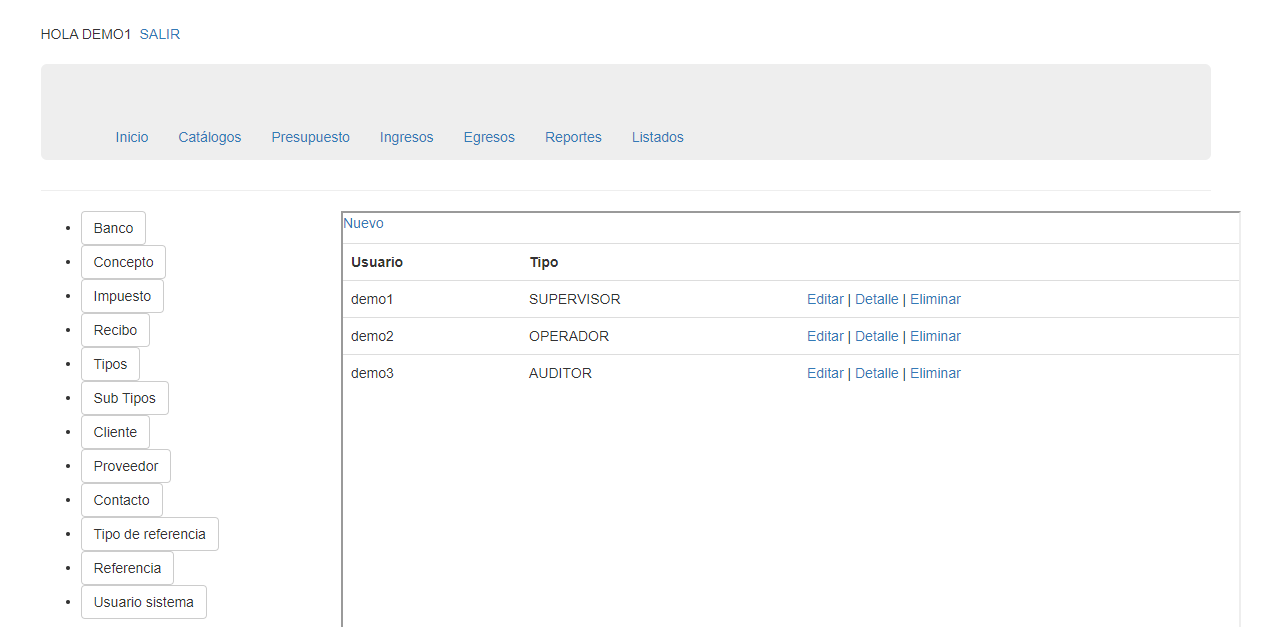 HOLA DEMO1 SALIR
Inicio Catálogos Presupuesto Ingresos Egresos Reportes Listados
Banco
Concepto
Impuesto
Recibo
Tipos
Sub Tipos
Cliente
Proveedor
Contacto
Tipo de referencia
Referencia
Usuario sistema
Nuevo
Usuario Tipo
demo1 SUPERVISOR Editar | Detalle | Eliminar
demo2 OPERADOR Editar | Detalle | Eliminar
demo3 AUDITOR Editar | Detalle | Eliminar